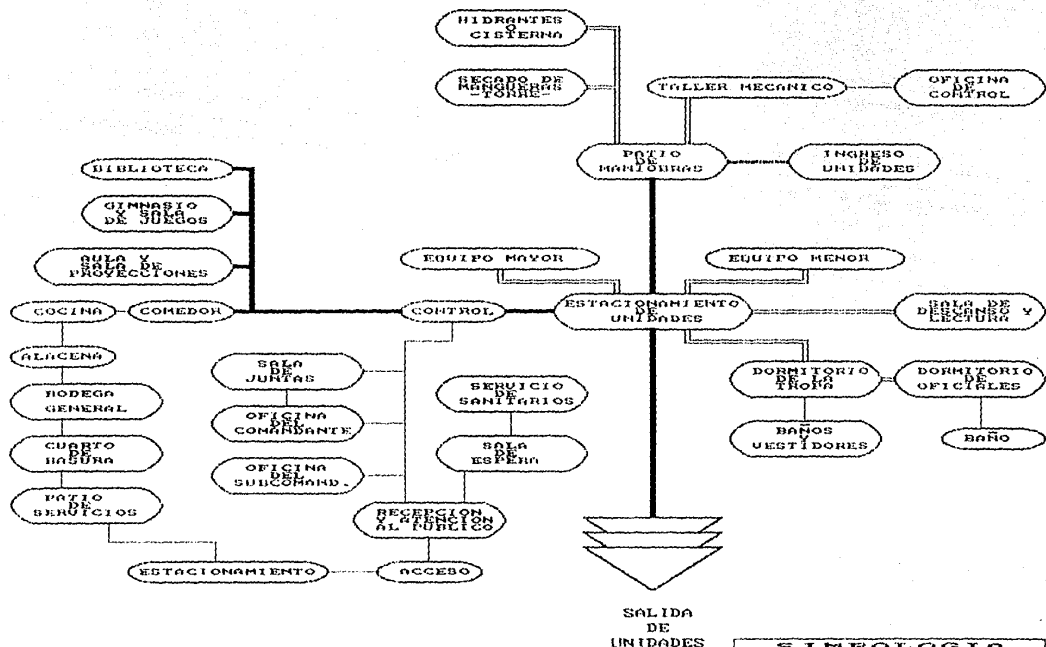 HIDRANTES
O
CISTERNA
SECADO DE
MANGUERAS
-TORRE-
TALLER MECANICO
OFICINA
DE
CONTROL
PATIO
DE
MANIOBRAS
INGRESO
DE
UNIDADES
BIBLIOTECA
GIMNASIO
Y SALA
DE JUEGOS
AULA Y
SALA DE
PROYECCIONES
EQUIPO MAYOR
EQUIPO MENOR
COCINA
COMEDOR
CONTROL
ESTACIONAMIENTO
DE
UNIDADES
SALA DE
DESCANSO Y
LECTURA
ALACENA
SALA
DE
JUNTAS
SERVICIO
DE
SANITARIOS
DORMITORIO
DE LA
TROPA
DORMITORIO
DE
OFICIALES
BODEGA
GENERAL
OFICINA
DEL
COMANDANTE
BAÑOS
Y
VESTIDORES
BAÑO
CUARTO
DE
BASURA
SALA
DE
ESPERA
OFICINA
DEL
SUBCOMAND.
PATIO
DE
SERVICIOS
RECEPCION
Y ATENCION
AL PUBLICO
ESTACIONAMIENTO
ACCESO
SALIDA
DE
UNIDADES
SIMBOLOGIA